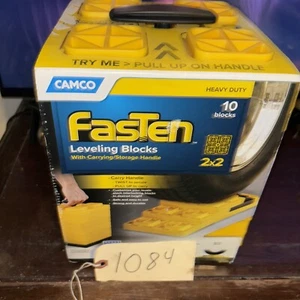 TRY ME > PULL UP ON HANDLE
CAMCO
HEAVY DUTY
10
blocks
FasTen
Leveling Blocks
With Carrying/Storage Handle
2x2
Carry Handle
1084